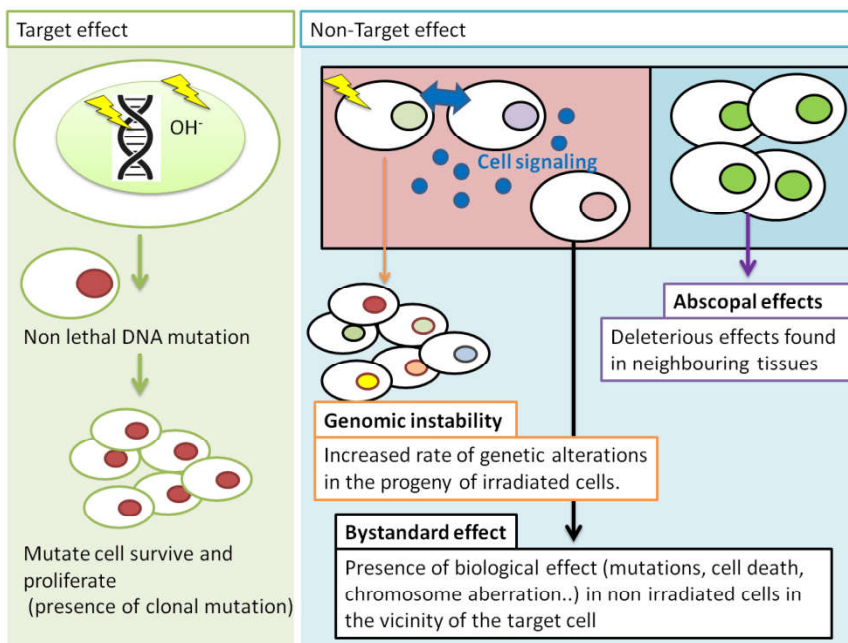 Target effect
OH-
Non lethal DNA mutation
Mutate cell survive and
proliferate
(presence of clonal mutation)
Non-Target effect
Cell signaling
Genomic instability
Increased rate of genetic alterations
in the progeny of irradiated cells.
Abscopal effects
Deleterious effects found
in neighbouring tissues
Bystandard effect
Presence of biological effect (mutations, cell death,
chromosome aberration..) in non irradiated cells in
the vicinity of the target cell